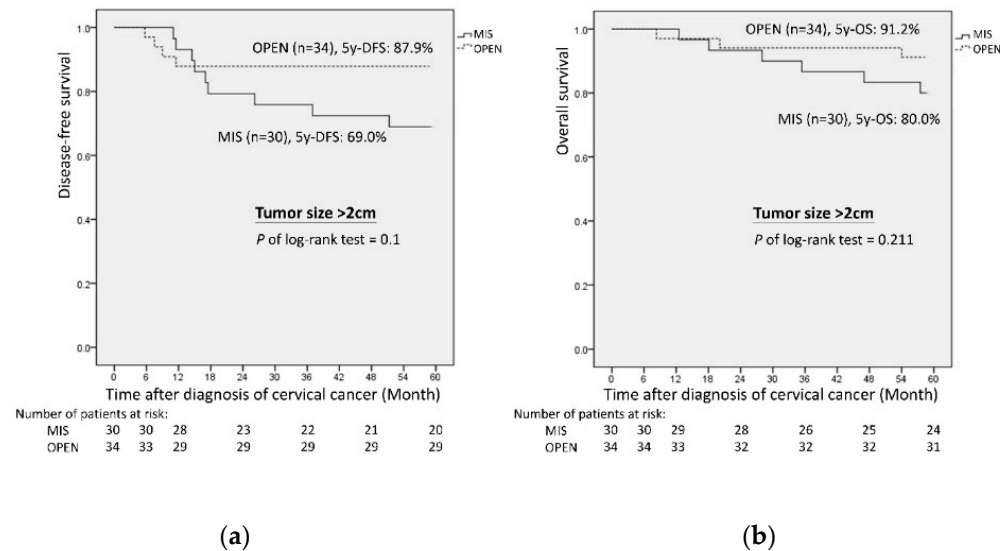 MIS
OPEN
OPEN (n=34), 5y-DFS: 87.9%
MIS (n=30), 5y-DFS: 69.0%
Tumor size >2cm
P of log-rank test = 0.1
Disease-free survival
1.0
0.8
0.6
0.4
0.2
0.0
0 6 12 18 24 30 36 42 48 54 60
Time after diagnosis of cervical cancer (Month)
Number of patients at risk:
MIS 30 30 28 23 22 21 20
OPEN 34 33 29 29 29 29 29
(a)
MIS
OPEN
OPEN (n=34), 5y-OS: 91.2%
MIS (n=30), 5y-OS: 80.0%
Tumor size >2cm
P of log-rank test = 0.211
Overall survival
1.0
0.8
0.6
0.4
0.2
0.0
0 6 12 18 24 30 36 42 48 54 60
Time after diagnosis of cervical cancer (Month)
Number of patients at risk:
MIS 30 30 29 28 26 25 24
OPEN 34 34 33 32 32 32 31
(b)